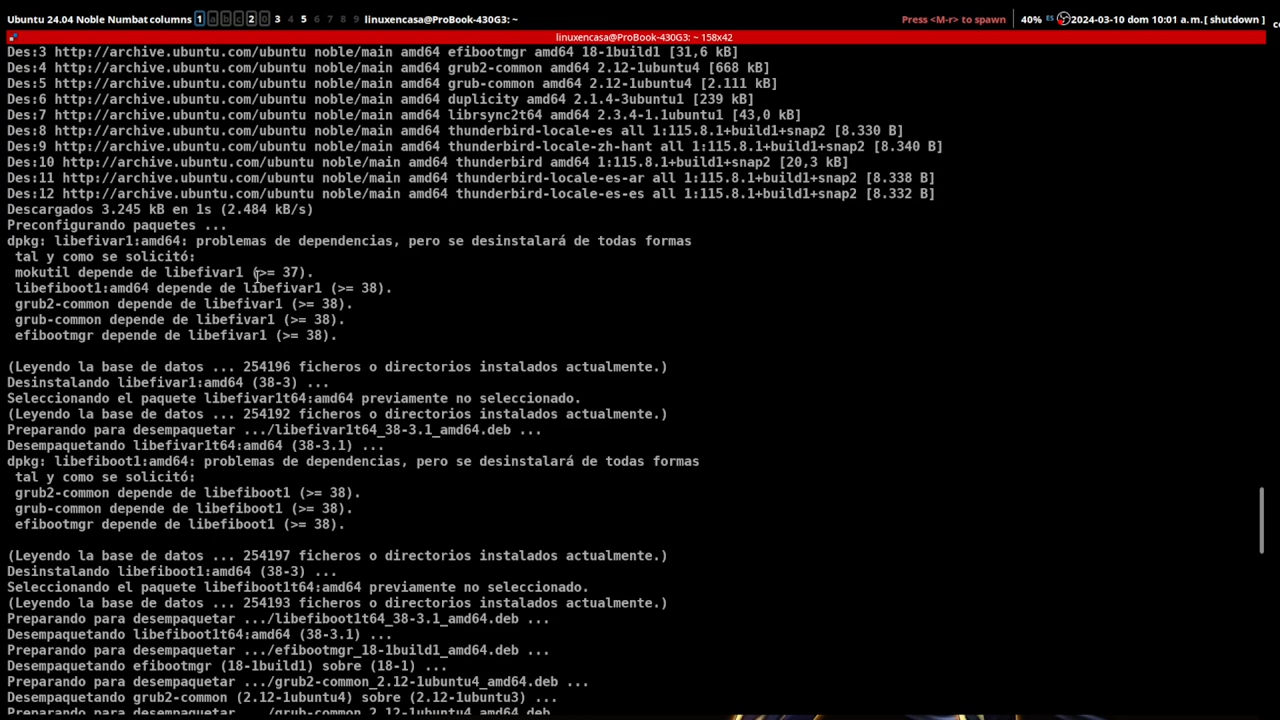 Ubuntu 24.04 Noble Numbat columns 1 a b c 2 0 3 4 5 6 7 8 9 linuxencasa@ProBook-430G3: ~ Press <M-r> to spawn 40% ES 2024-03-10 dom 10:01 a.m.[ shutdown ]
linuxencasa@ProBook-430G3: ~ 158x42
Des:3 http://archive.ubuntu.com/ubuntu noble/main amd64 efibootmgr amd64 18-1build1 [31,6 kB]
Des:4 http://archive.ubuntu.com/ubuntu noble/main amd64 grub2-common amd64 2.12-1ubuntu4 [668 kB]
Des:5 http://archive.ubuntu.com/ubuntu noble/main amd64 grub-common amd64 2.12-1ubuntu4 [2.111 kB]
Des:6 http://archive.ubuntu.com/ubuntu noble/main amd64 duplicity amd64 2.1.4-3ubuntu1 [239 kB]
Des:7 http://archive.ubuntu.com/ubuntu noble/main amd64 librsync2t64 amd64 2.3.4-1.1ubuntu1 [43,0 kB]
Des:8 http://archive.ubuntu.com/ubuntu noble/main amd64 thunderbird-locale-es all 1:115.8.1+build1+snap2 [8.330 B]
Des:9 http://archive.ubuntu.com/ubuntu noble/main amd64 thunderbird-locale-zh-hant all 1:115.8.1+build1+snap2 [8.340 B]
Des:10 http://archive.ubuntu.com/ubuntu noble/main amd64 thunderbird amd64 1:115.8.1+build1+snap2 [20,3 kB]
Des:11 http://archive.ubuntu.com/ubuntu noble/main amd64 thunderbird-locale-es-ar all 1:115.8.1+build1+snap2 [8.338 B]
Des:12 http://archive.ubuntu.com/ubuntu noble/main amd64 thunderbird-locale-es-es all 1:115.8.1+build1+snap2 [8.332 B]
Descargados 3.245 kB en 1s (2.484 kB/s)
Preconfigurando paquetes ...
dpkg: libefivar1:amd64: problemas de dependencias, pero se desinstalará de todas formas
tal y como se solicitó:
mokutil depende de libefivar1 (>= 37).
libefiboot1:amd64 depende de libefivar1 (>= 38).
grub2-common depende de libefivar1 (>= 38).
grub-common depende de libefivar1 (>= 38).
efibootmgr depende de libefivar1 (>= 38).
(Leyendo la base de datos ... 254196 ficheros o directorios instalados actualmente.)
Desinstalando libefivar1:amd64 (38-3) ...
Seleccionando el paquete libefivar1t64:amd64 previamente no seleccionado.
(Leyendo la base de datos ... 254192 ficheros o directorios instalados actualmente.)
Preparando para desempaquetar .../libefivar1t64_38-3.1_amd64.deb ...
Desempaquetando libefivar1t64:amd64 (38-3.1) ...
dpkg: libefiboot1:amd64: problemas de dependencias, pero se desinstalará de todas formas
tal y como se solicitó:
grub2-common depende de libefiboot1 (>= 38).
grub-common depende de libefiboot1 (>= 38).
efibootmgr depende de libefiboot1 (>= 38).
(Leyendo la base de datos ... 254197 ficheros o directorios instalados actualmente.)
Desinstalando libefiboot1:amd64 (38-3) ...
Seleccionando el paquete libefiboot1t64:amd64 previamente no seleccionado.
(Leyendo la base de datos ... 254193 ficheros o directorios instalados actualmente.)
Preparando para desempaquetar .../libefiboot1t64_38-3.1_amd64.deb ...
Desempaquetando libefiboot1t64:amd64 (38-3.1) ...
Preparando para desempaquetar .../efibootmgr_18-1build1_amd64.deb ...
Desempaquetando efibootmgr (18-1build1) sobre (18-1) ...
Preparando para desempaquetar .../grub2-common_2.12-1ubuntu4_amd64.deb ...
Desempaquetando grub2-common (2.12-1ubuntu4) sobre (2.12-1ubuntu3) ...
Preparando para desempaquetar .../grub-common_2.12-1ubuntu4_amd64.deb